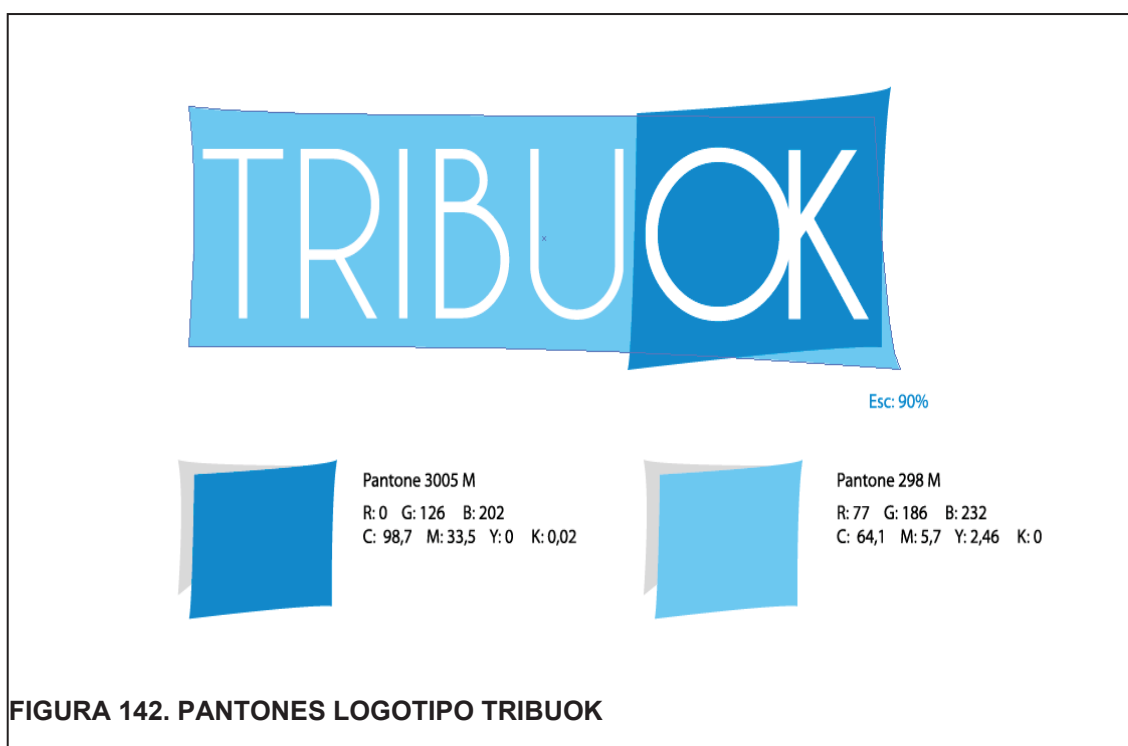 TRIBUOK
Esc: 90%
Pantone 3005 M
R: 0 G: 126 B: 202
C: 98,7 M: 33,5 Y: 0 K: 0,02
Pantone 298 M
R: 77 G: 186 B: 232
C: 64,1 M: 5,7 Y: 2,46 K: 0
FIGURA 142. PANTONES LOGOTIPO TRIBUOK